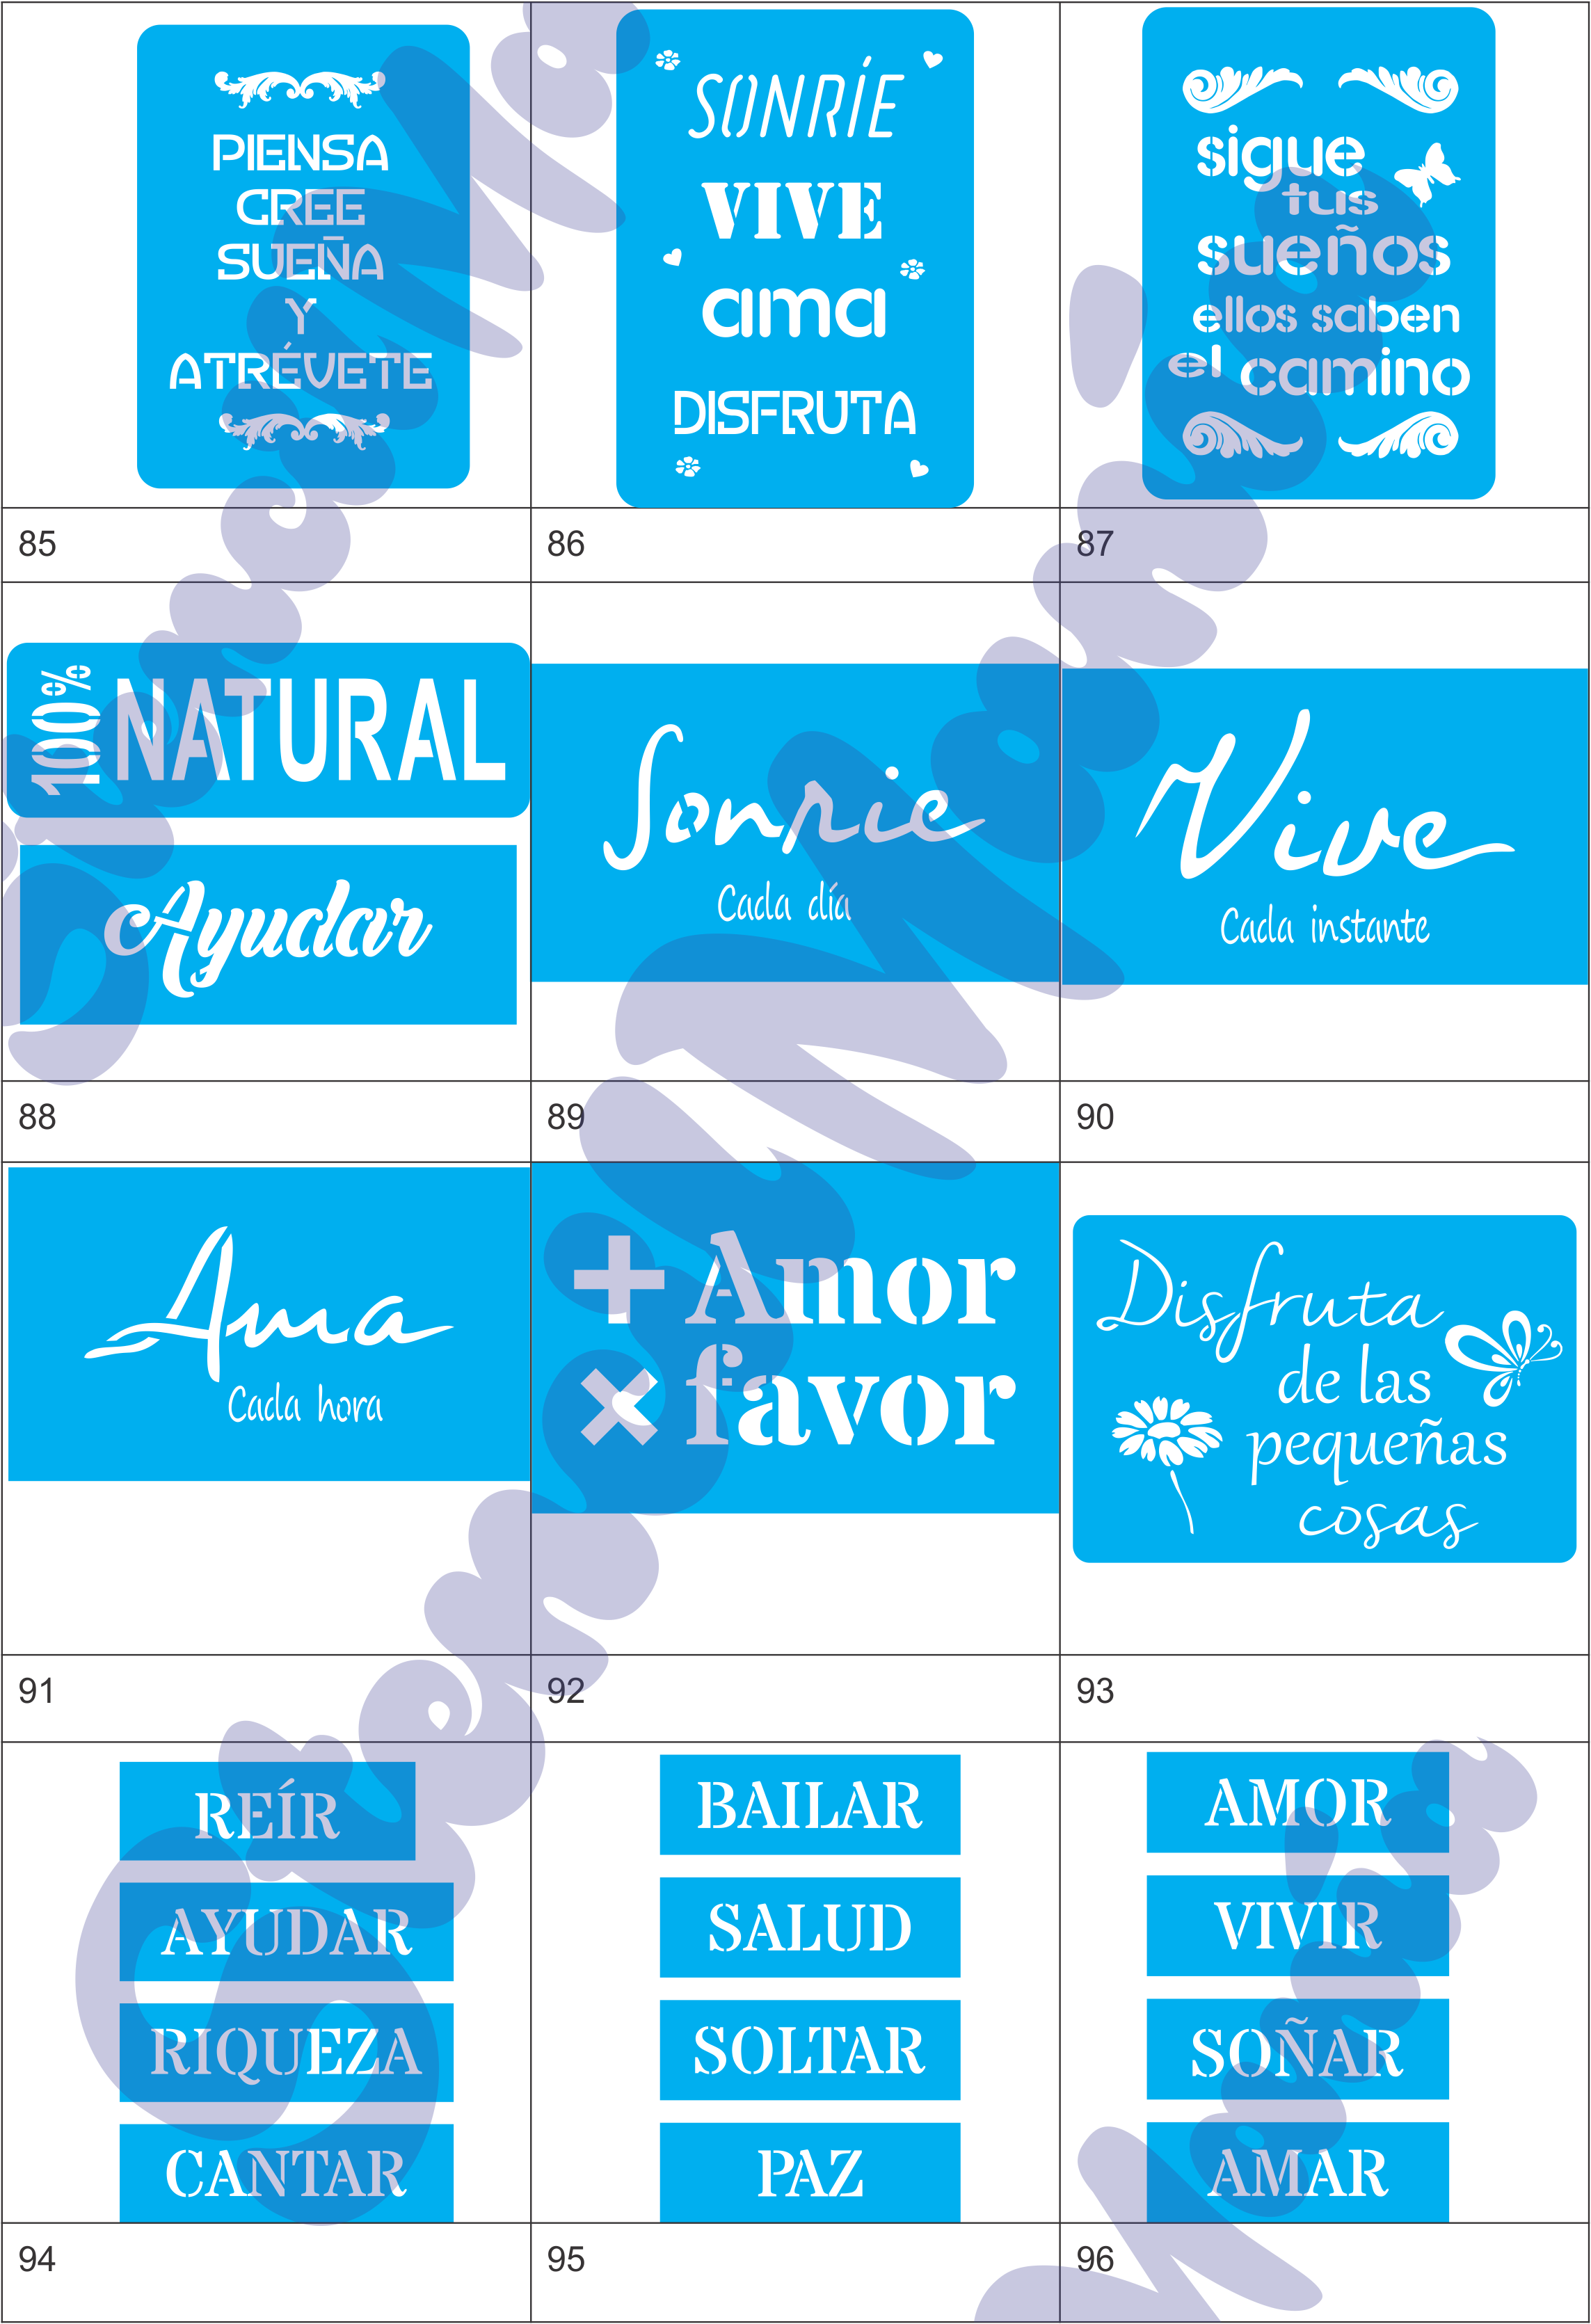 PIENSA
CREE
SUEÑA
Y
ATRÉVETE
85
SONRÍE
VIVE
ama
DISFRUTA
86
sigue
tus
sueños
ellos saben
el camino
87
100% NATURAL
Ayudar
88
Sonrie
Cada día
89
Vive
Cada instante
90
Ama
Cada hora
91
+ Amor
× favor
92
Disfruta
de las
pequeñas
cosas
93
REÍR
AYUDAR
RIQUEZA
CANTAR
94
BAILAR
SALUD
SOLTAR
PAZ
95
AMOR
VIVIR
SOÑAR
AMAR
96